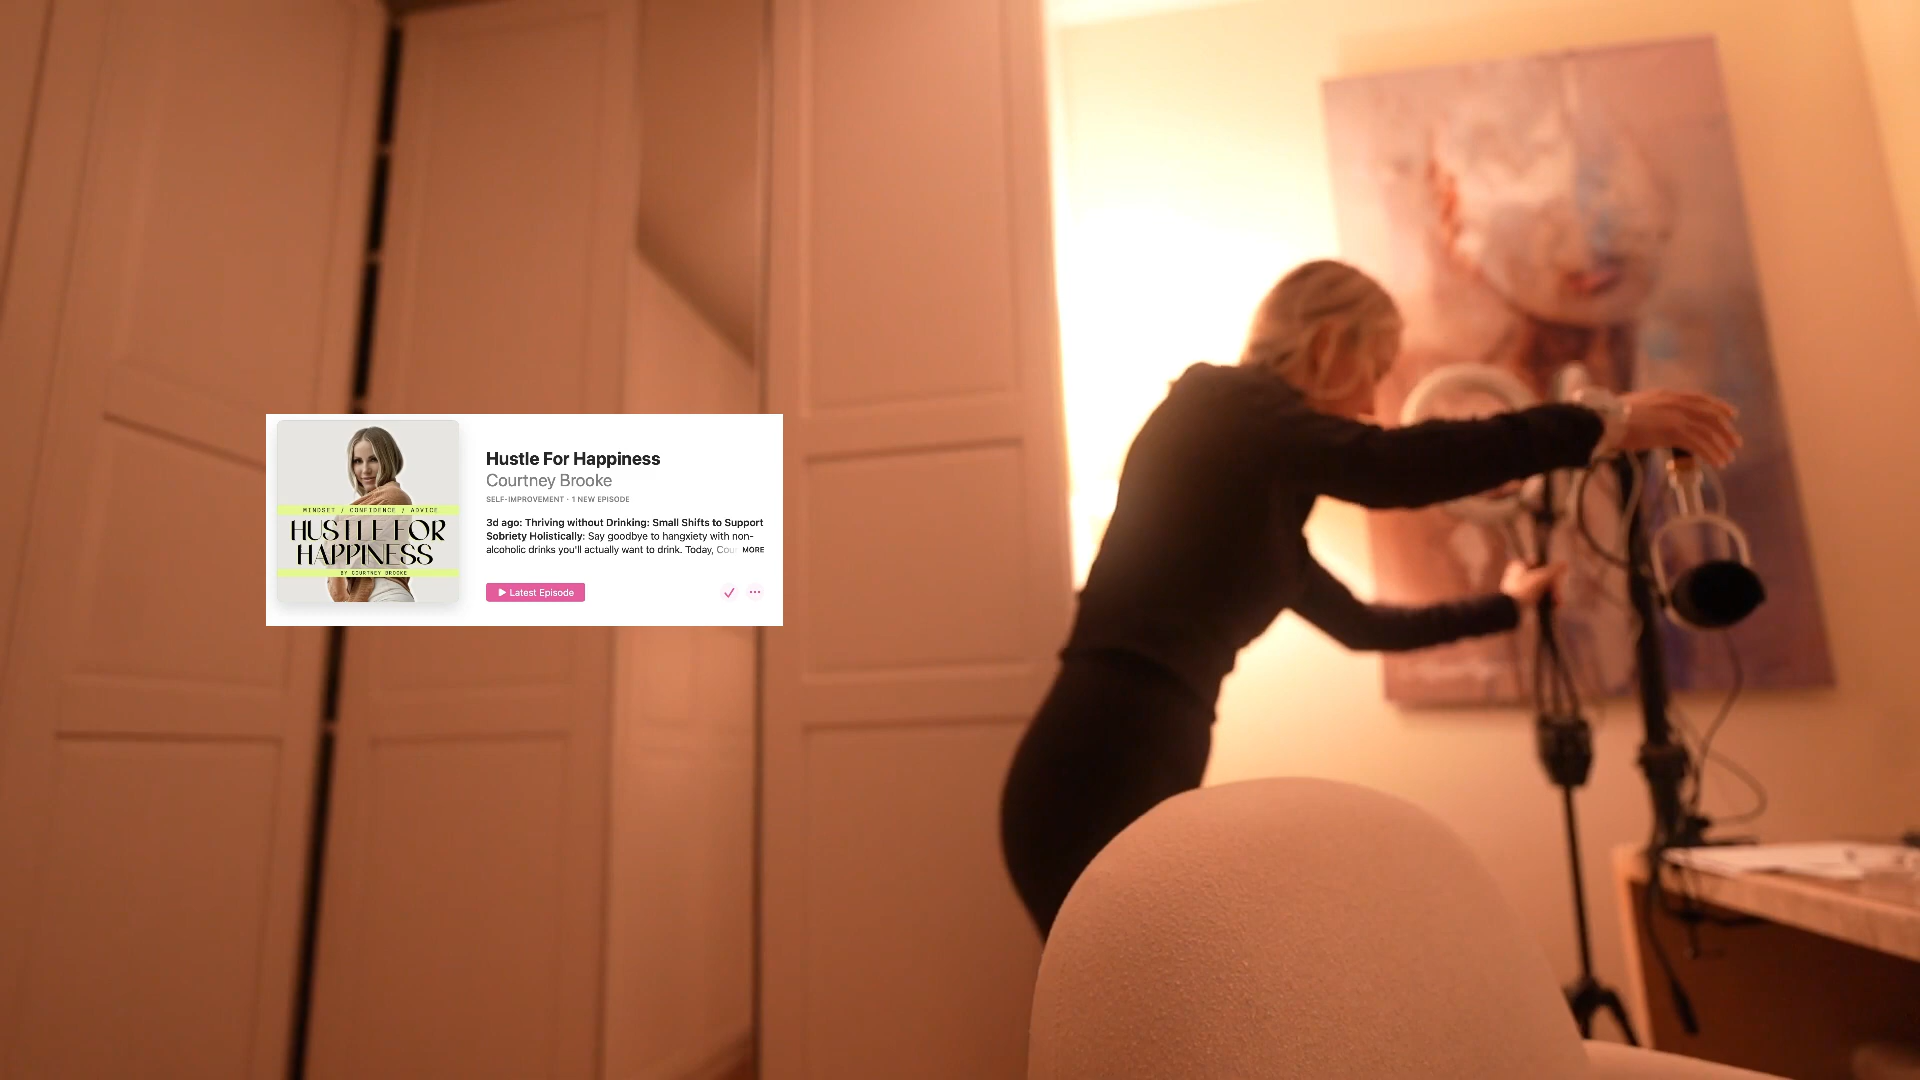 MINDSET / CONFIDENCE / ADVICE
HUSTLE FOR
HAPPINESS
BY COURTNEY BROOKE
Hustle For Happiness
Courtney Brooke
SELF-IMPROVEMENT · 1 NEW EPISODE
3d ago: Thriving without Drinking: Small Shifts to Support
Sobriety Holistically: Say goodbye to hangxiety with non-
alcoholic drinks you'll actually want to drink. Today, MORE
Latest Episode